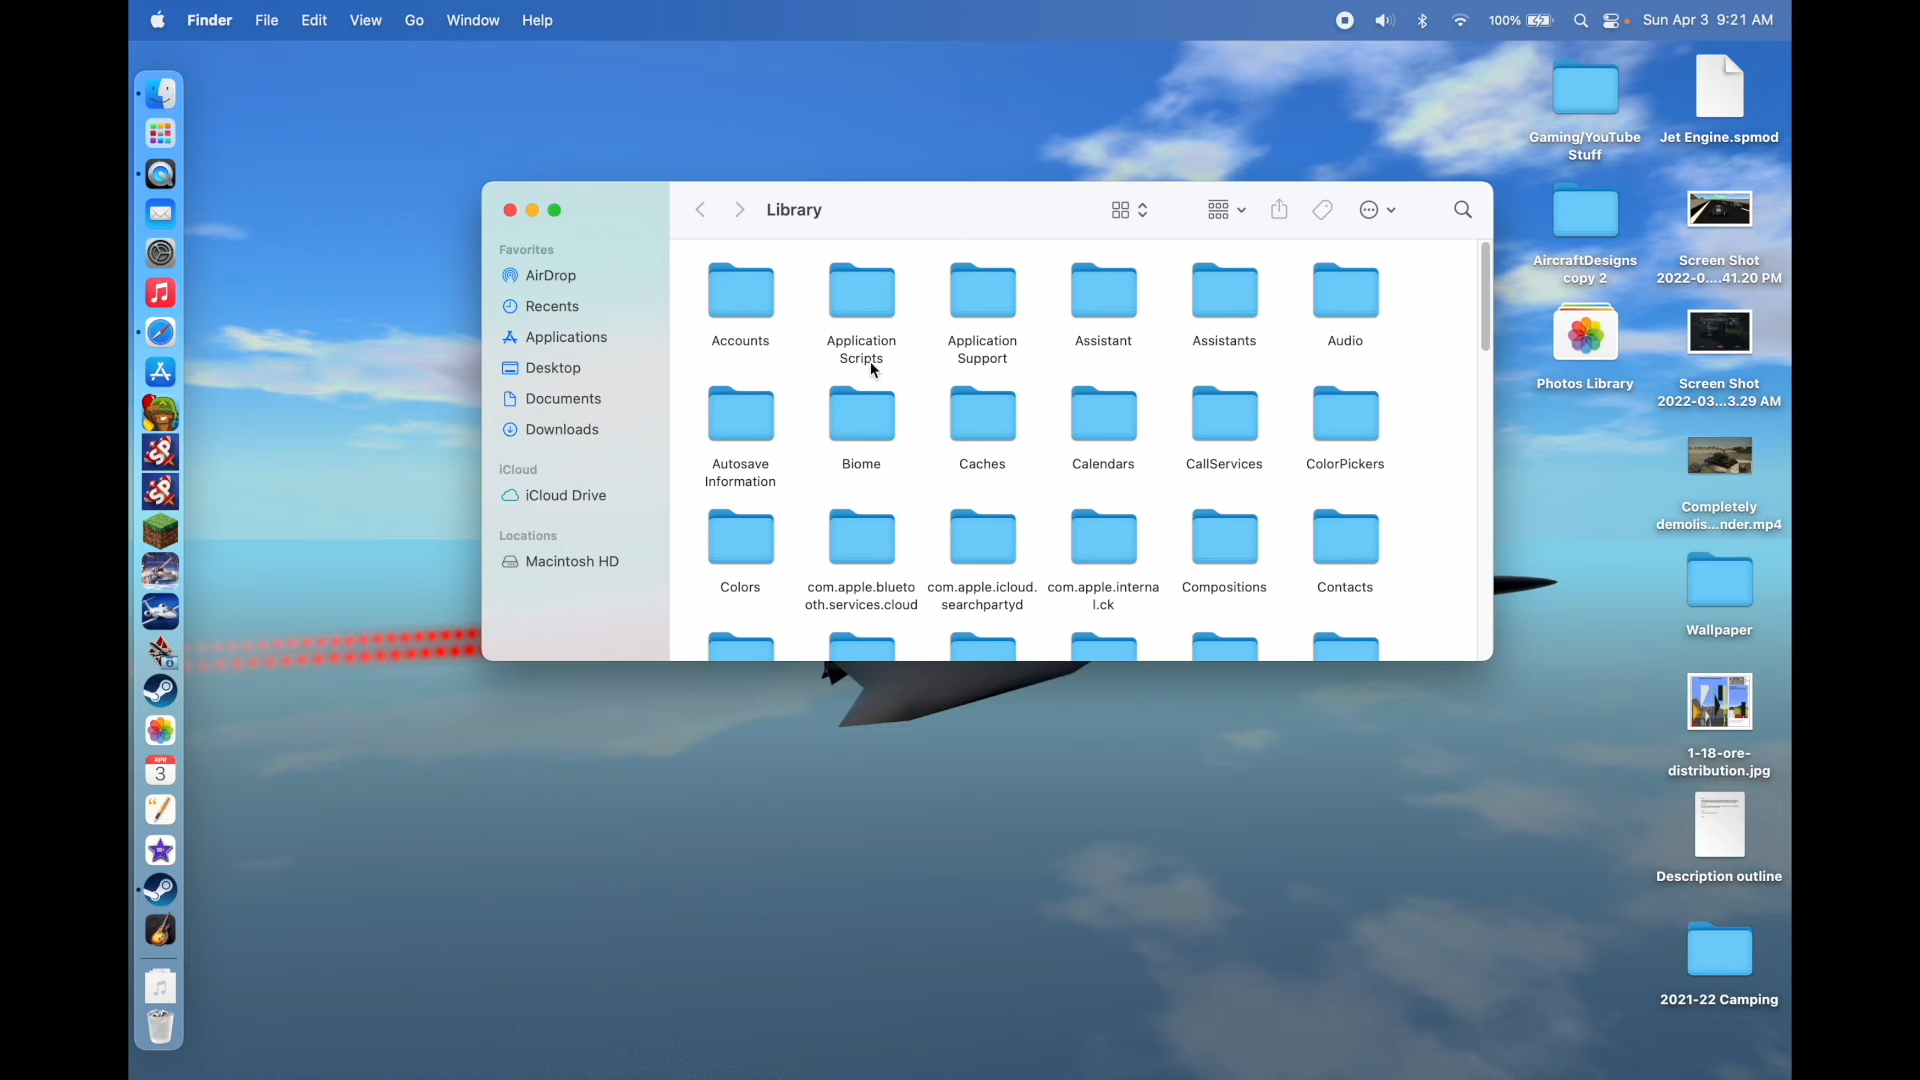 Finder File Edit View Go Window Help
100% Sun Apr 3 9:21 AM
Library
Favorites
AirDrop
Recents
Applications
Desktop
Documents
Downloads
iCloud
iCloud Drive
Locations
Macintosh HD
Accounts
Application
Scripts
Application
Support
Assistant
Assistants
Audio
Autosave
Information
Biome
Caches
Calendars
CallServices
ColorPickers
Colors
com.apple.blueto
oth.services.cloud
com.apple.icloud.
searchpartyd
com.apple.interna
l.ck
Compositions
Contacts
Gaming/YouTube
Stuff
Jet Engine.spmod
AircraftDesigns
copy 2
Screen Shot
2022-0....41.20 PM
Photos Library
Screen Shot
2022-03...3.29 AM
Completely
demolis...nder.mp4
Wallpaper
1-18-ore-
distribution.jpg
Description outline
2021-22 Camping
SP
SP
APR
3